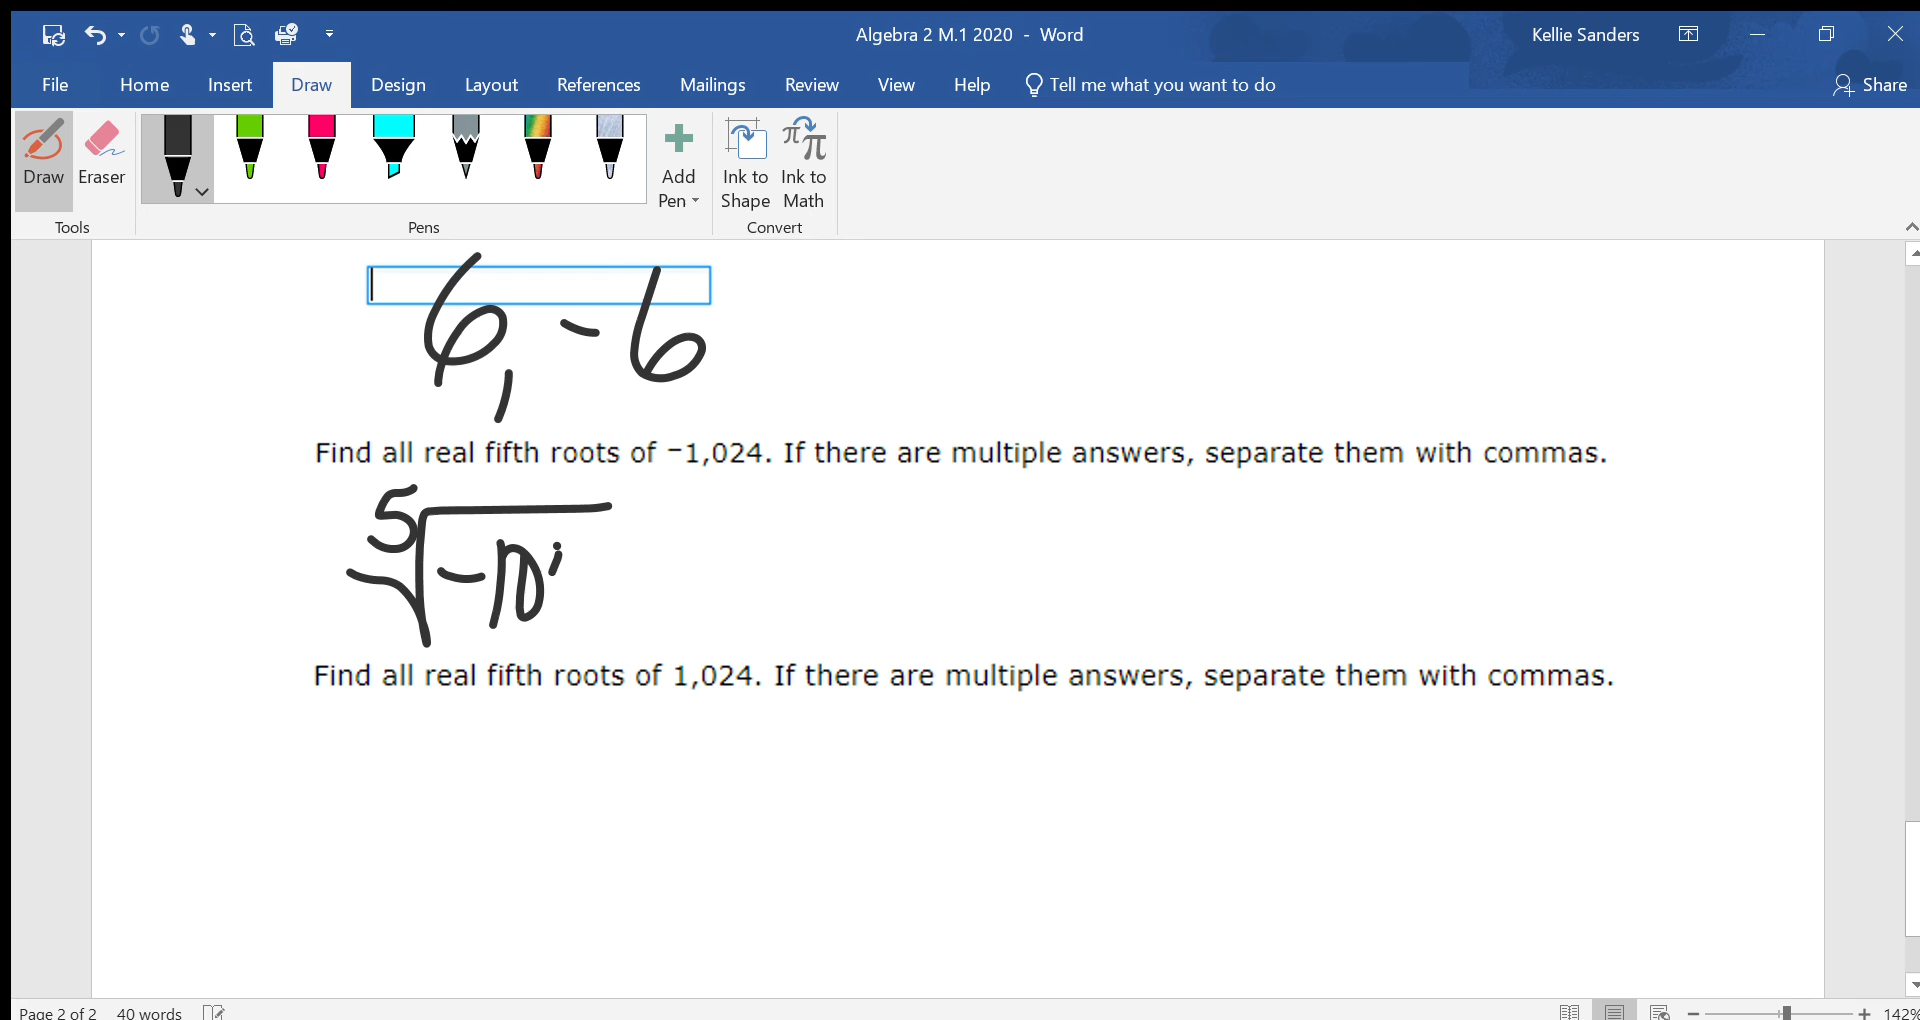 Algebra 2 M.1 2020 - Word
Kellie Sanders
File Home Insert Draw Design Layout References Mailings Review View Help Tell me what you want to do Share
Draw Eraser Add Pen Ink to Shape Ink to Math
Tools Pens Convert
6, -6
Find all real fifth roots of −1,024. If there are multiple answers, separate them with commas.
5√-10
Find all real fifth roots of 1,024. If there are multiple answers, separate them with commas.
Page 2 of 2 40 words 142%